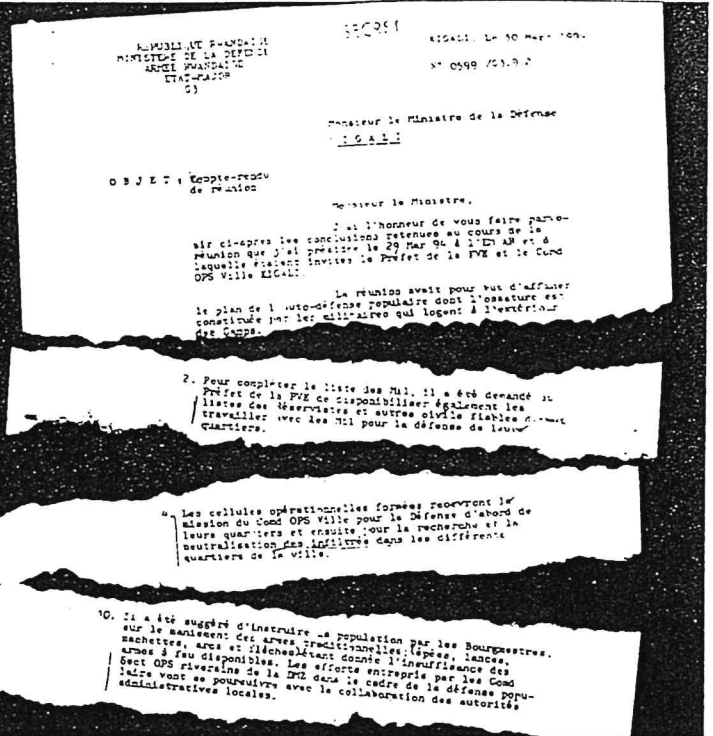 SECRET
REPUBLIQUE RWANDAISE
MINISTERE DE LA DEFENSE
ARMEE RWANDAISE
ETAT-MAJOR
G3
KIGALI, Le 30 Mars
N° 0599
Monsieur le Ministre de la Défense
KIGALI
OBJET : Compte-rendu
de réunion
Monsieur le Ministre,
J'ai l'honneur de vous faire parve-
nir ci-après les conclusions retenues au cours de la
réunion que j'ai présidée le 29 Mar 94 à l'EM AR et à
laquelle étaient invités le Préfet de la PVK et le Comd
OPS Ville KIGALI.
La réunion avait pour but d'affiner
le plan de l'auto-défense populaire dont l'ossature est
constituée par les militaires qui logent à l'extérieur
des Camps.
2. Pour compléter la liste des Mil, il a été demandé au
Préfet de la PVK de disponibiliser également les
listes des Réservistes et autres civils fiables devant
travailler avec les Mil pour la défense de leurs
quartiers.
4. Les cellules opérationnelles formées recevront la
mission du Comd OPS Ville pour la Défense d'abord de
leurs quartiers et ensuite pour la recherche et la
neutralisation des infiltrés dans les différents
quartiers de la ville.
10. Il a été suggéré d'instruire la population par les Bourgmestres,
sur le maniement des armes traditionnelles (épées, lances,
machettes, arcs et flèches) étant donnée l'insuffisance des
armes à feu disponibles. Les efforts entrepris par les Comd
Sect OPS riverains de la DMZ dans le cadre de la défense popu-
laire vont se poursuivre avec la collaboration des autorités
administratives locales.